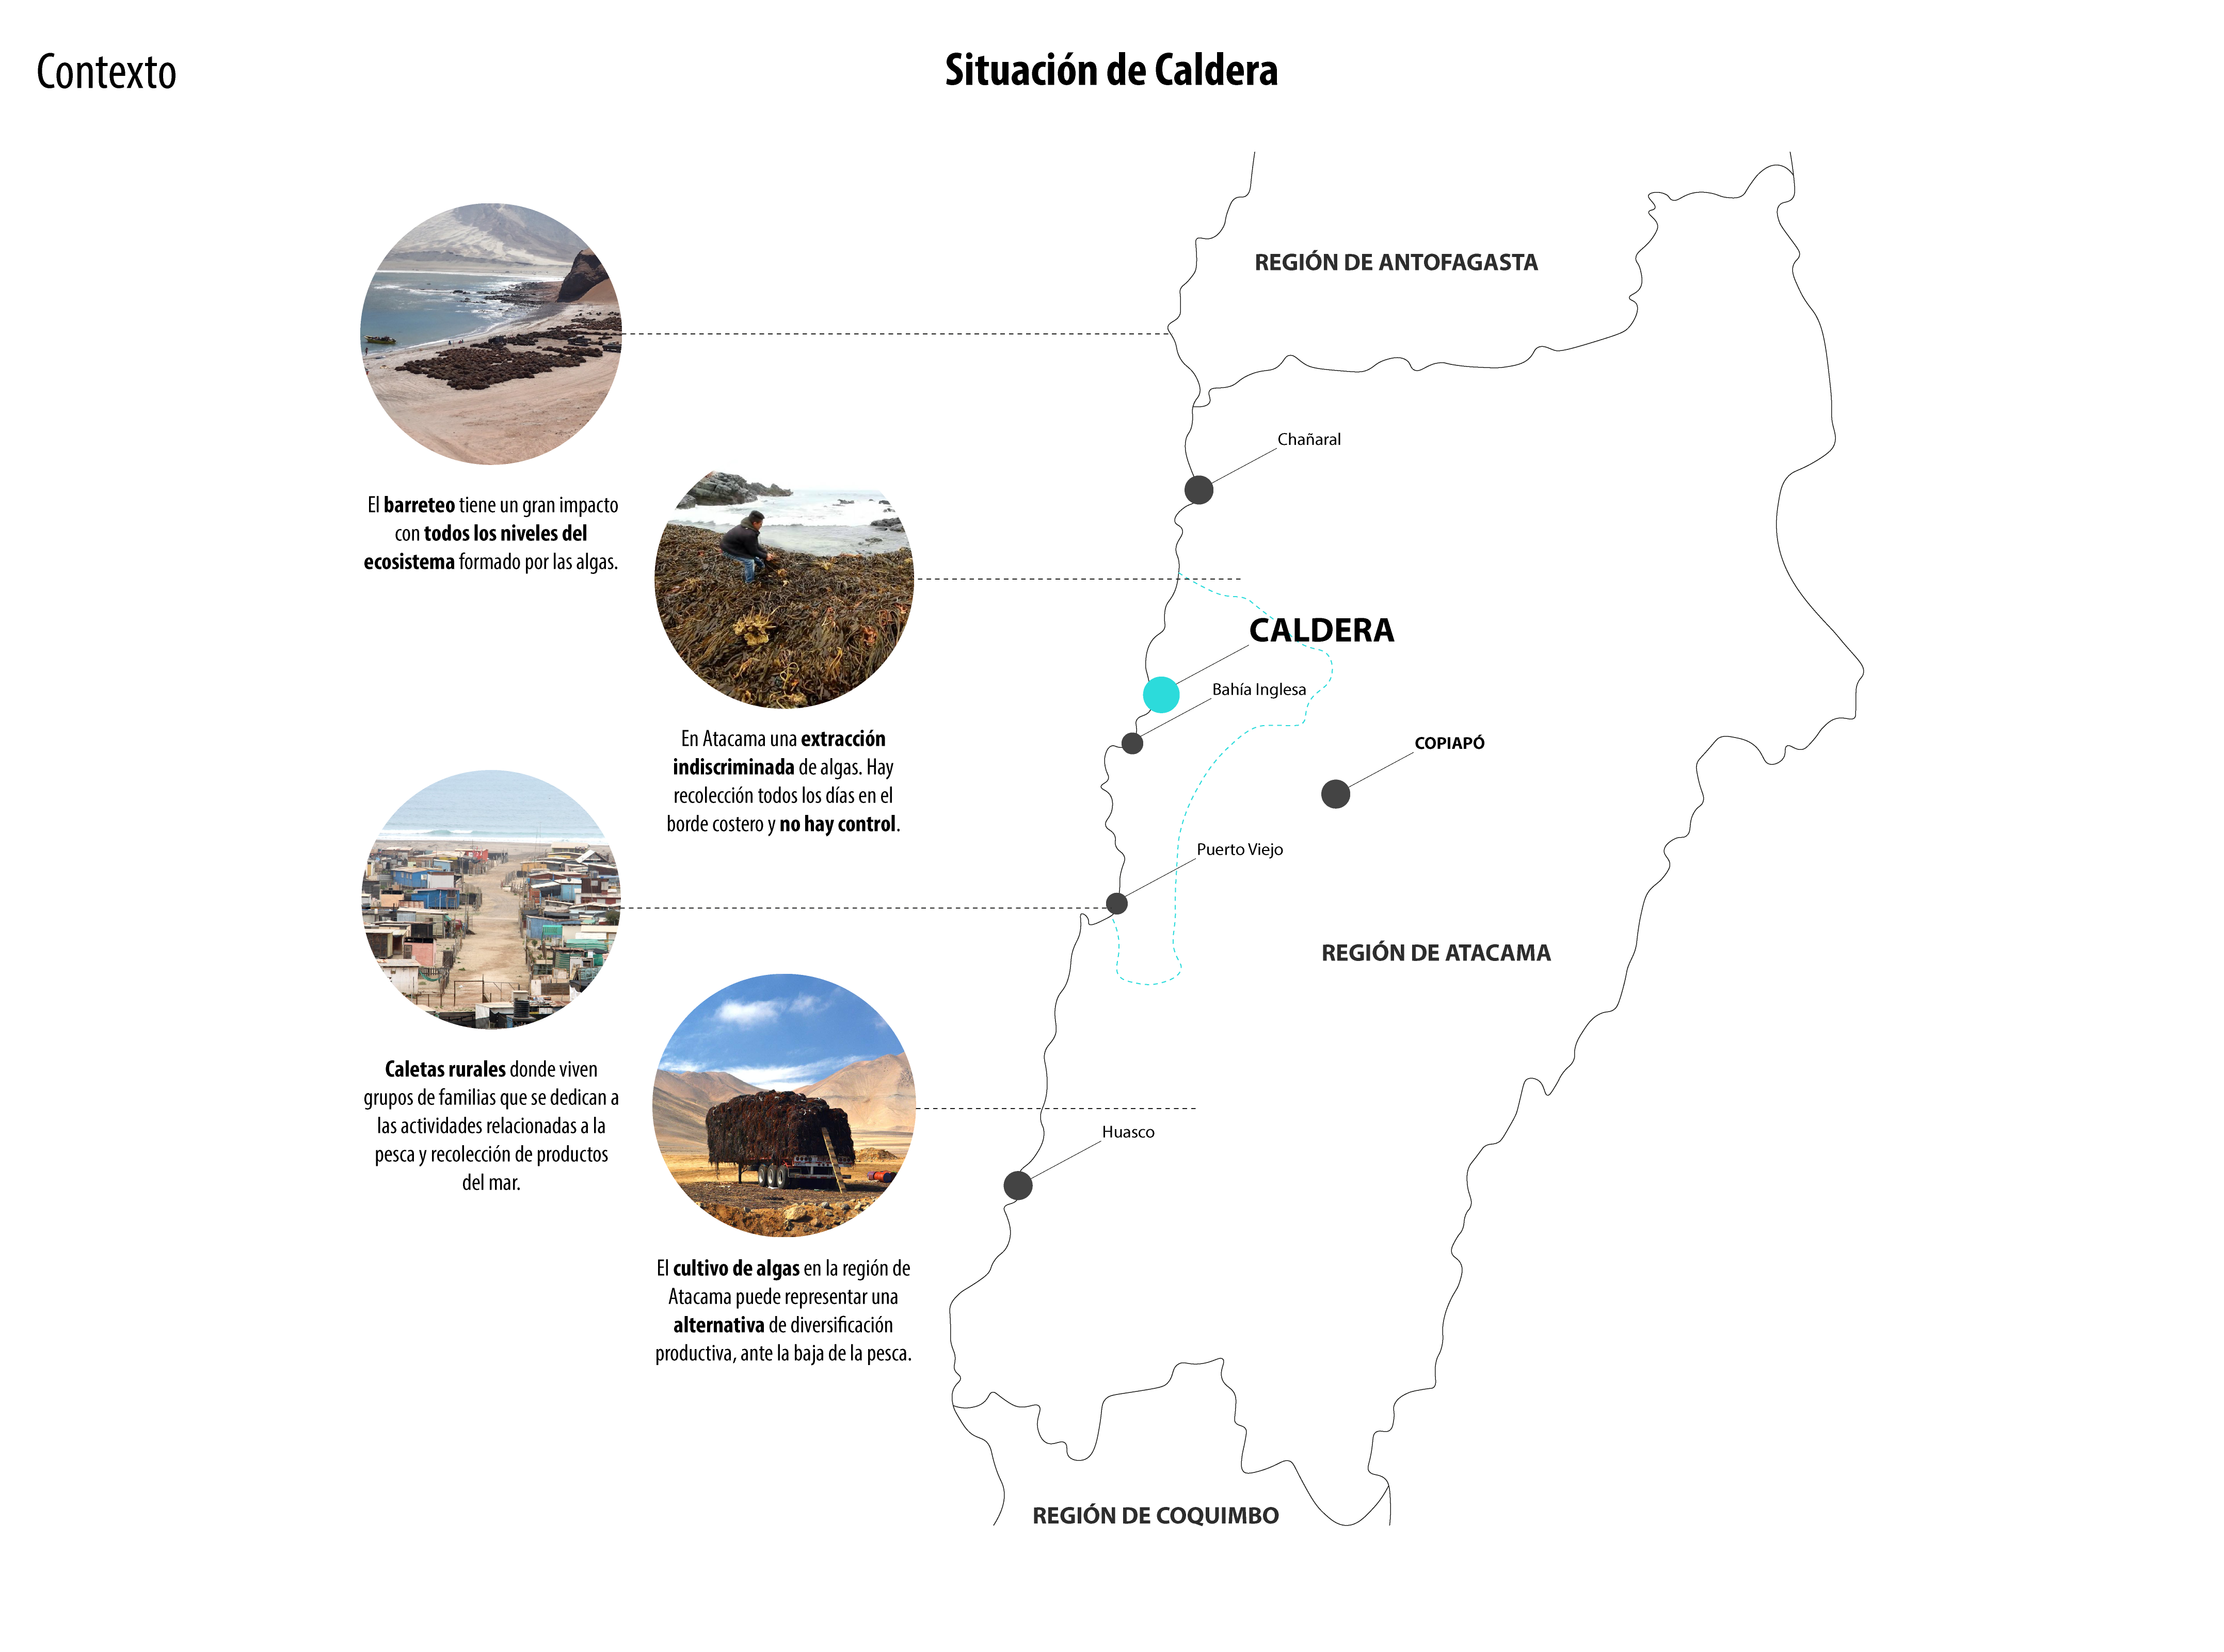 Contexto
Situación de Caldera
El barreteo tiene un gran impacto
con todos los niveles del
ecosistema formado por las algas.
En Atacama una extracción
indiscriminada de algas. Hay
recolección todos los días en el
borde costero y no hay control.
Caletas rurales donde viven
grupos de familias que se dedican a
las actividades relacionadas a la
pesca y recolección de productos
del mar.
El cultivo de algas en la región de
Atacama puede representar una
alternativa de diversificación
productiva, ante la baja de la pesca.
REGIÓN DE ANTOFAGASTA
Chañaral
CALDERA
Bahía Inglesa
COPIAPÓ
Puerto Viejo
REGIÓN DE ATACAMA
Huasco
REGIÓN DE COQUIMBO